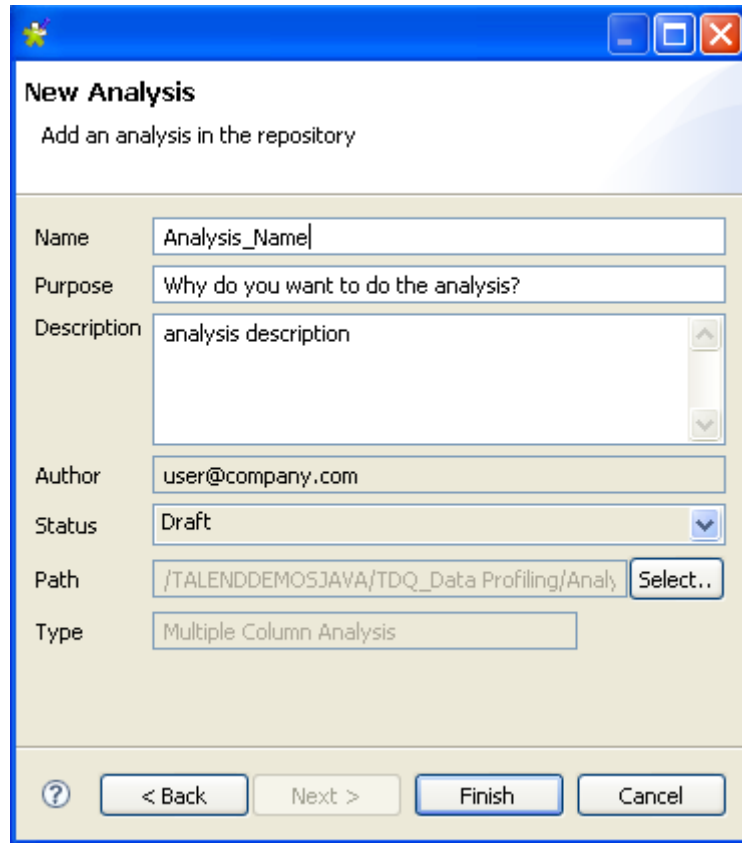 New Analysis
Add an analysis in the repository
Name Analysis_Name
Purpose Why do you want to do the analysis?
Description analysis description
Author user@company.com
Status Draft
Path /TALENDDEMOSJAVA/TDQ_Data Profiling/Analy Select..
Type Multiple Column Analysis
? < Back Next > Finish Cancel